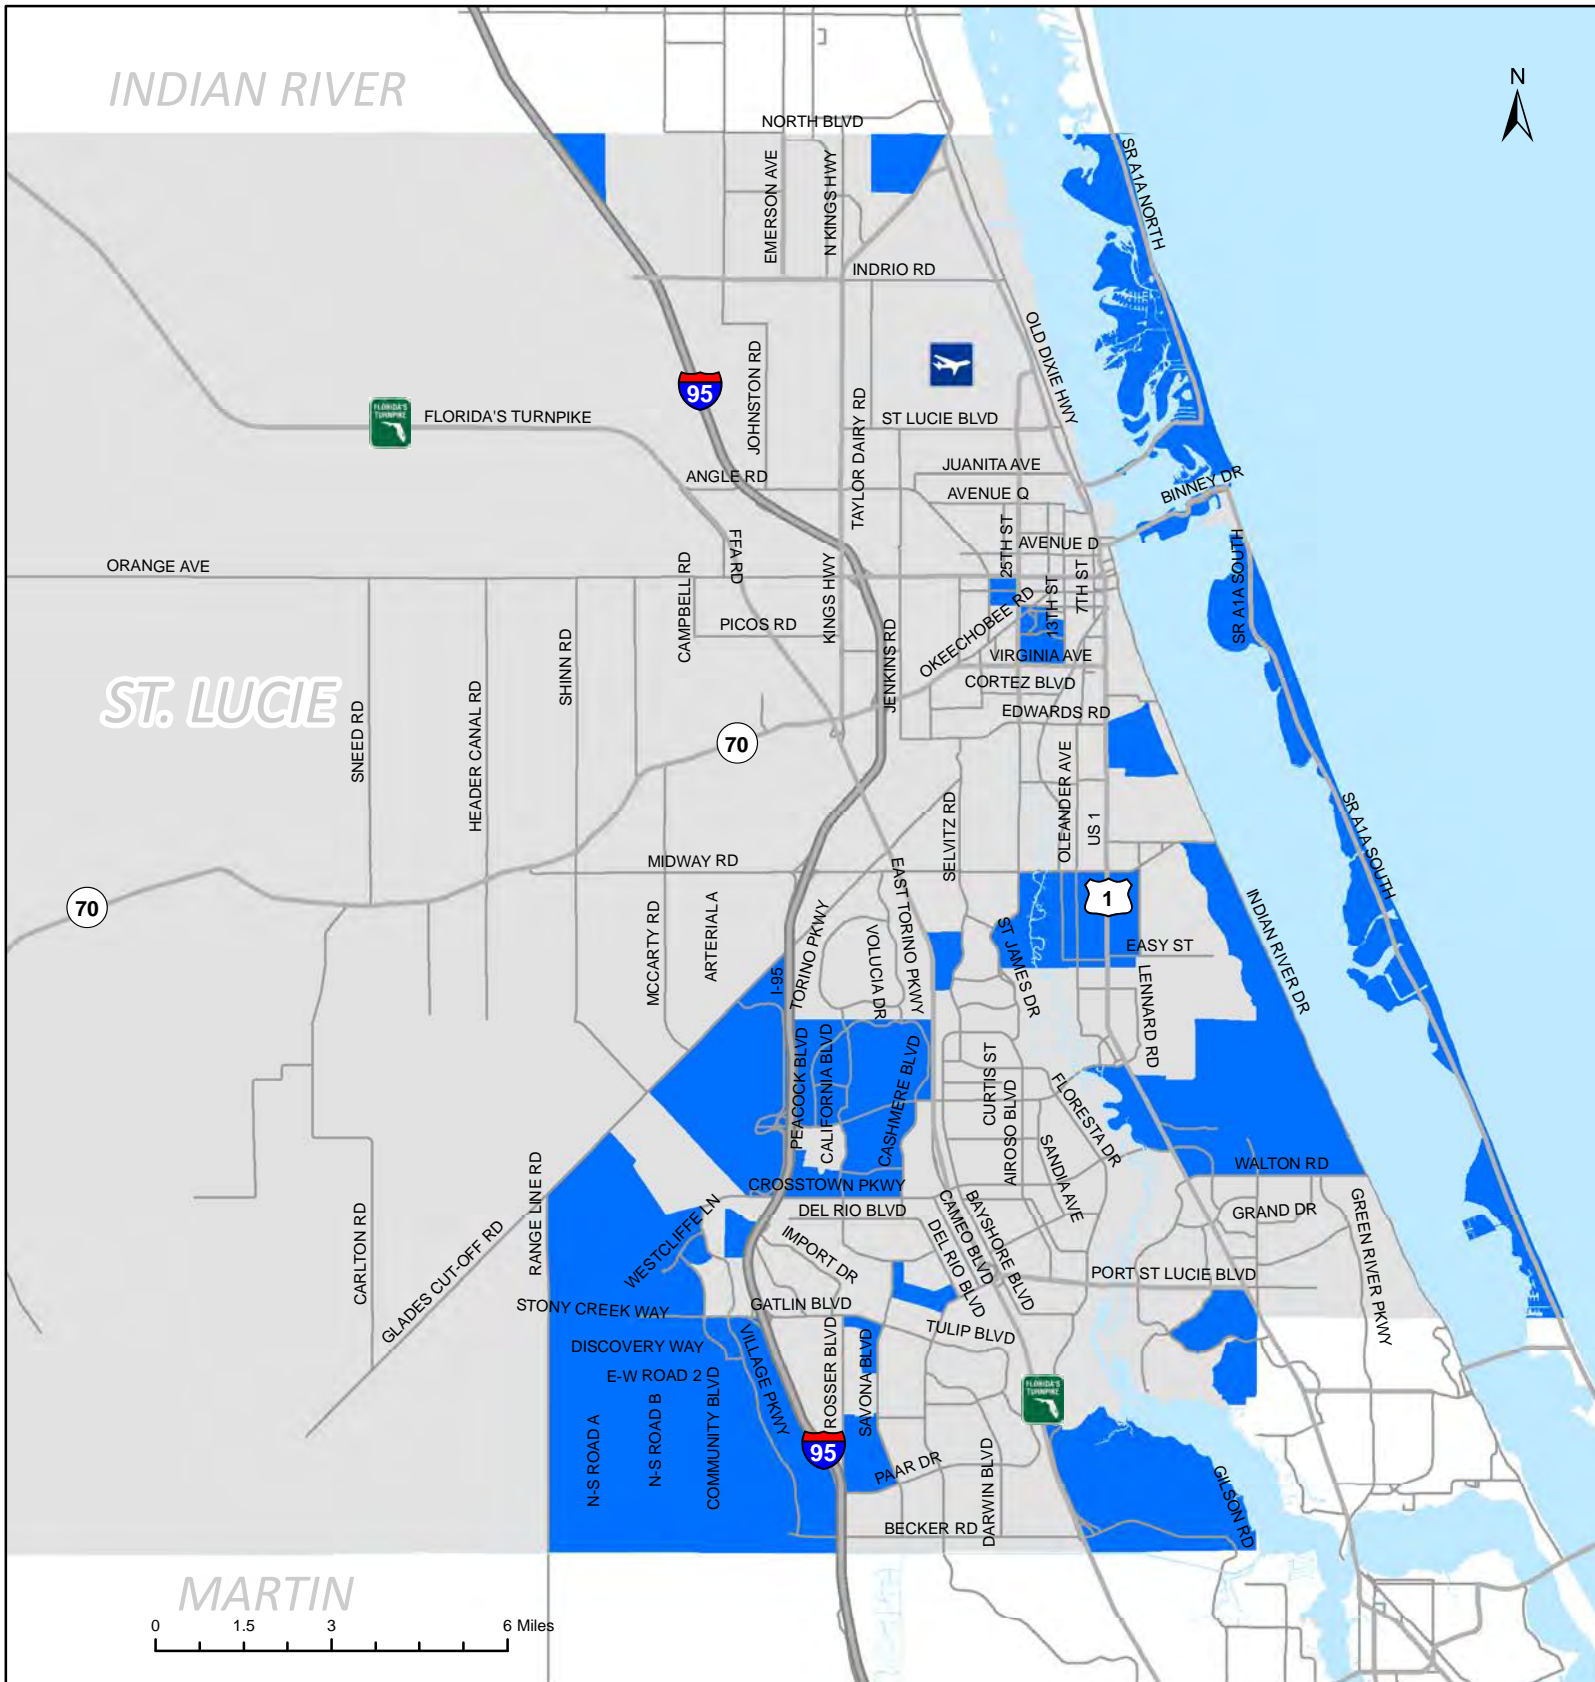 INDIAN RIVER
N
NORTH BLVD
SR A1A NORTH
EMERSON AVE
N KINGS HWY
INDRIO RD
OLD DIXIE HWY
JOHNSTON RD
95
FLORIDA'S
TURNPIKE
FLORIDA'S TURNPIKE
TAYLOR DAIRY RD
ST LUCIE BLVD
JUANITA AVE
ANGLE RD
BINNEY DR
AVENUE Q
25TH ST
AVENUE D
FFA RD
ORANGE AVE
CAMPBELL RD
KINGS HWY
13TH ST
7TH ST
SR A1A SOUTH
PICOS RD
OKEECHOBEE RD
SHINN RD
JENKINS RD
VIRGINIA AVE
CORTEZ BLVD
ST. LUCIE
SNEED RD
HEADER CANAL RD
EDWARDS RD
70
OLEANDER AVE
US 1
SELVITZ RD
SR A1A SOUTH
MIDWAY RD
EAST TORINO PKWY
70
1
MCCARTY RD
ARTERIAL A
TORINO PKWY
VOLUCIA DR
ST JAMES DR
EASY ST
INDIAN RIVER DR
I-95
LENNARD RD
PEACOCK BLVD
CALIFORNIA BLVD
CASHMERE BLVD
CURTIS ST
AIROSO BLVD
FLORESTA DR
SANDIA AVE
WALTON RD
RANGE LINE RD
CROSSTOWN PKWY
GREEN RIVER PKWY
CARLTON RD
GLADES CUT-OFF RD
WESTCLIFFE LN
DEL RIO BLVD
CAMEO BLVD
BAYSHORE BLVD
GRAND DR
IMPORT DR
DEL RIO BLVD
PORT ST LUCIE BLVD
STONY CREEK WAY
GATLIN BLVD
TULIP BLVD
DISCOVERY WAY
VILLAGE PKWY
ROSSER BLVD
SAVONA BLVD
E-W ROAD 2
FLORIDA'S
TURNPIKE
N-S ROAD A
N-S ROAD B
COMMUNITY BLVD
95
PAAR DR
DARWIN BLVD
GILSON RD
BECKER RD
MARTIN
0 1.5 3 6 Miles